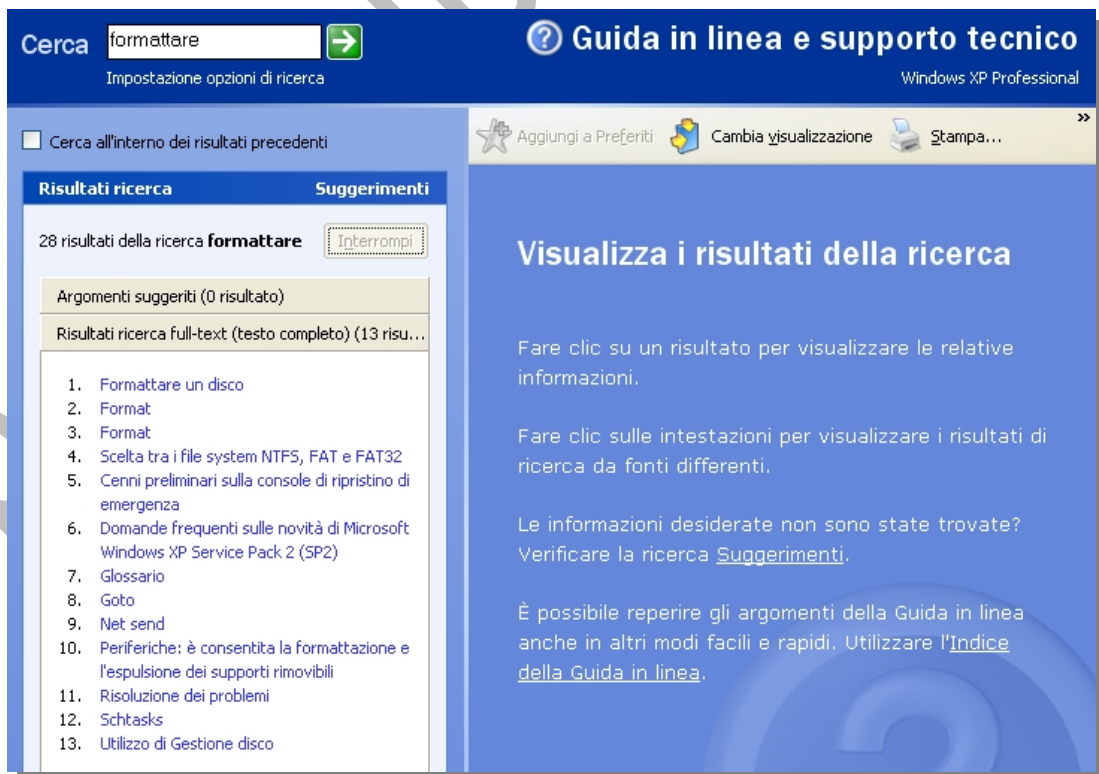 Cerca
formattare
Impostazione opzioni di ricerca
Guida in linea e supporto tecnico
Windows XP Professional
Cerca all'interno dei risultati precedenti
Risultati ricerca Suggerimenti
28 risultati della ricerca formattare Interrompi
Argomenti suggeriti (0 risultato)
Risultati ricerca full-text (testo completo) (13 risu...
1. Formattare un disco
2. Format
3. Format
4. Scelta tra i file system NTFS, FAT e FAT32
5. Cenni preliminari sulla console di ripristino di
emergenza
6. Domande frequenti sulle novità di Microsoft
Windows XP Service Pack 2 (SP2)
7. Glossario
8. Goto
9. Net send
10. Periferiche: è consentita la formattazione e
l'espulsione dei supporti rimovibili
11. Risoluzione dei problemi
12. Schtasks
13. Utilizzo di Gestione disco
Aggiungi a Preferiti Cambia visualizzazione Stampa... »
Visualizza i risultati della ricerca
Fare clic su un risultato per visualizzare le relative
informazioni.
Fare clic sulle intestazioni per visualizzare i risultati di
ricerca da fonti differenti.
Le informazioni desiderate non sono state trovate?
Verificare la ricerca Suggerimenti.
È possibile reperire gli argomenti della Guida in linea
anche in altri modi facili e rapidi. Utilizzare l'Indice
della Guida in linea.